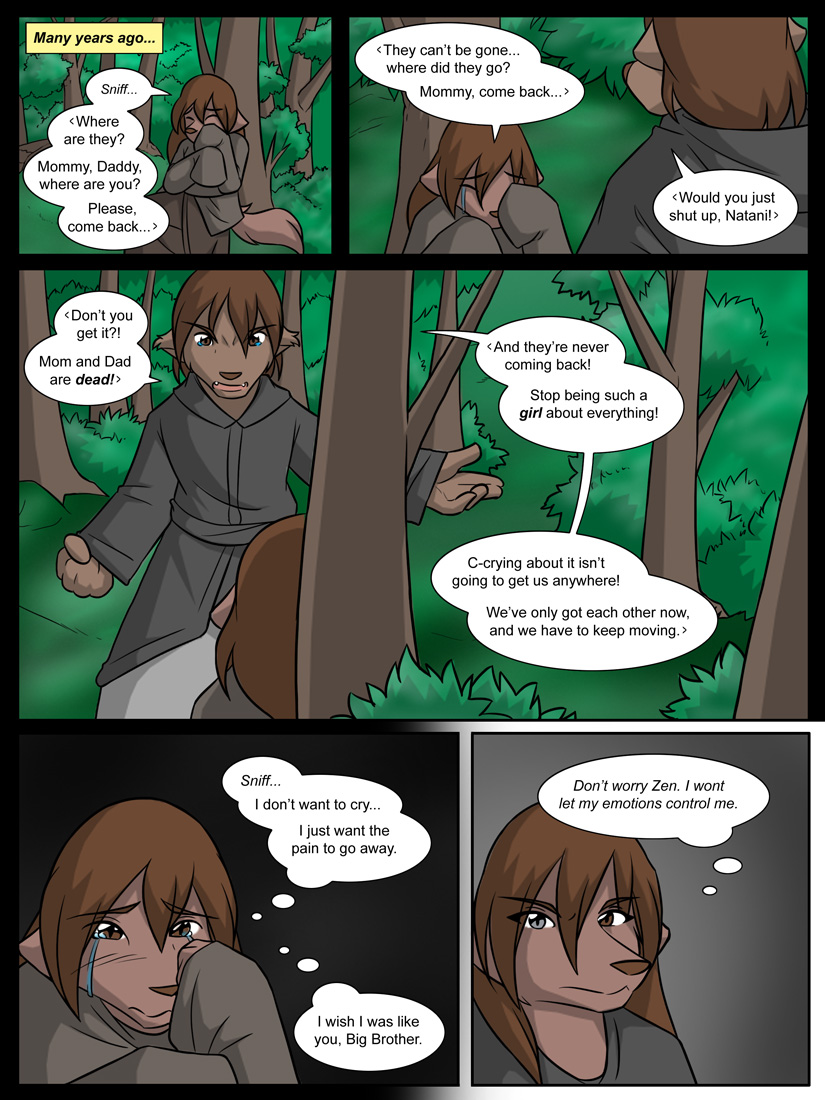 Many years ago...
Sniff...
‹Where
are they?
Mommy, Daddy,
where are you?
Please,
come back...›
‹They can't be gone...
where did they go?
Mommy, come back...›
‹Would you just
shut up, Natani!›
‹Don't you
get it?!
Mom and Dad
are dead!›
‹And they're never
coming back!
Stop being such a
girl about everything!
C-crying about it isn't
going to get us anywhere!
We've only got each other now,
and we have to keep moving.›
Sniff...
I don't want to cry...
I just want the
pain to go away.
I wish I was like
you, Big Brother.
Don't worry Zen. I wont
let my emotions control me.